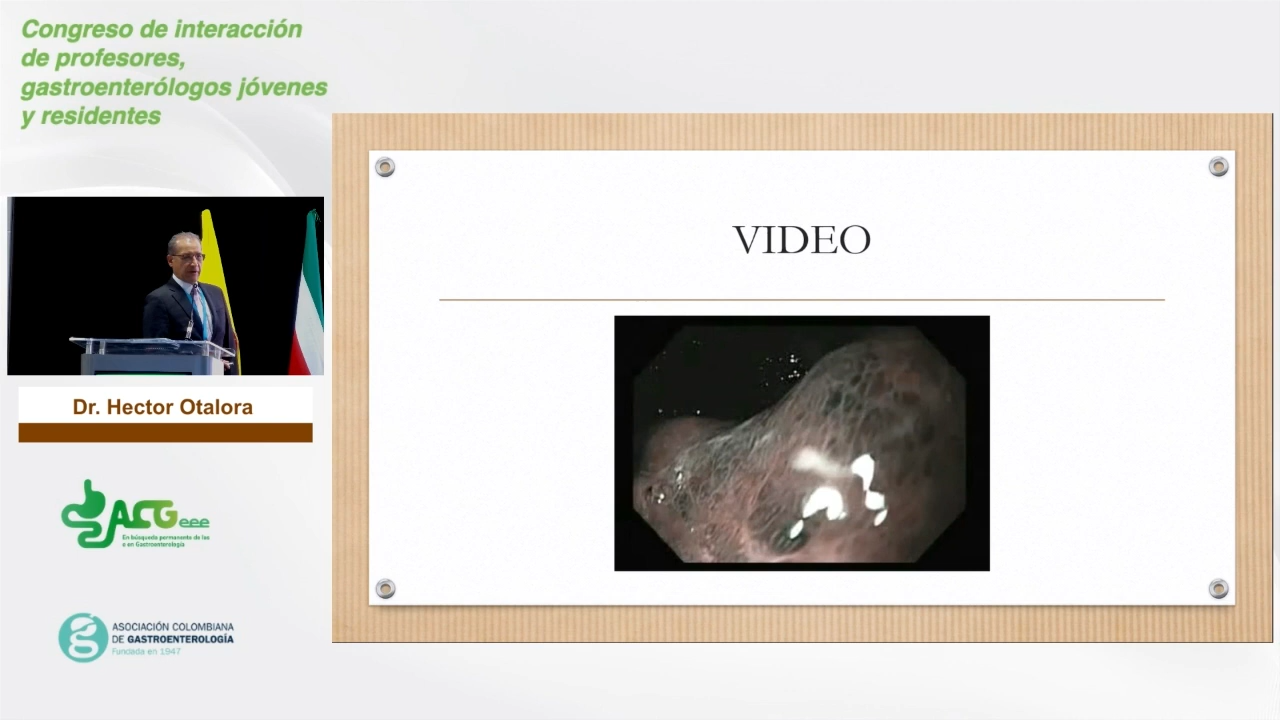 Congreso de interacción
de profesores,
gastroenterólogos jóvenes
y residentes
VIDEO
Dr. Hector Otalora
ACGeee
En búsqueda permanente de las
e en Gastroenterología
ASOCIACIÓN COLOMBIANA
DE GASTROENTEROLOGÍA
Fundada en 1947